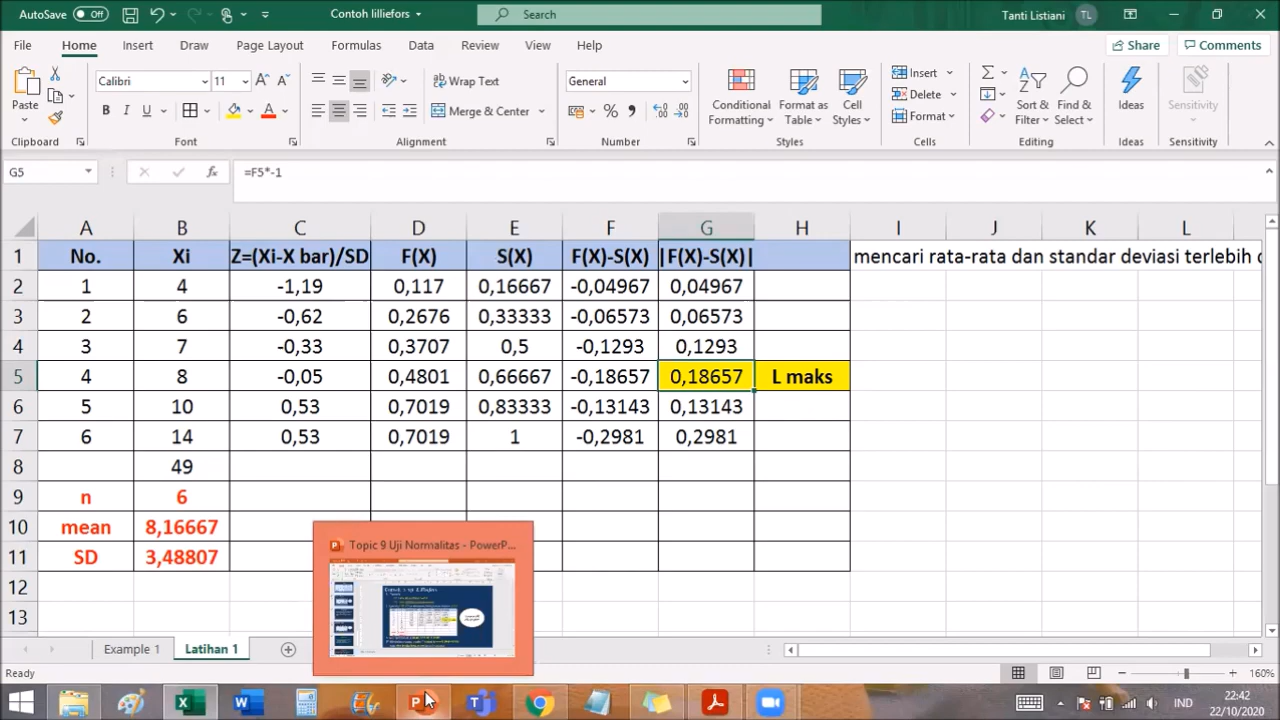 AutoSave Off Contoh lilliefors Search Tanti Listiani TL
File Home Insert Draw Page Layout Formulas Data Review View Help Share Comments
Paste Calibri 11 Wrap Text General Conditional Formatting Format as Table Cell Styles Insert Delete Format Sort & Filter Find & Select Ideas Sensitivity
B I U Merge & Center
Clipboard Font Alignment Number Styles Cells Editing Ideas Sensitivity
G5 fx =F5*-1
A B C D E F G H I J K L
1 No. Xi Z=(Xi-X bar)/SD F(X) S(X) F(X)-S(X) |F(X)-S(X)| mencari rata-rata dan standar deviasi terlebih
2 1 4 -1,19 0,117 0,16667 -0,04967 0,04967
3 2 6 -0,62 0,2676 0,33333 -0,06573 0,06573
4 3 7 -0,33 0,3707 0,5 -0,1293 0,1293
5 4 8 -0,05 0,4801 0,66667 -0,18657 0,18657 L maks
6 5 10 0,53 0,7019 0,83333 -0,13143 0,13143
7 6 14 0,53 0,7019 1 -0,2981 0,2981
8 49
9 n 6
10 mean 8,16667
11 SD 3,48807
12
13
Topic 9 Uji Normalitas - PowerP...
Example Latihan 1
Ready 160%
22:42
IND
22/10/2020